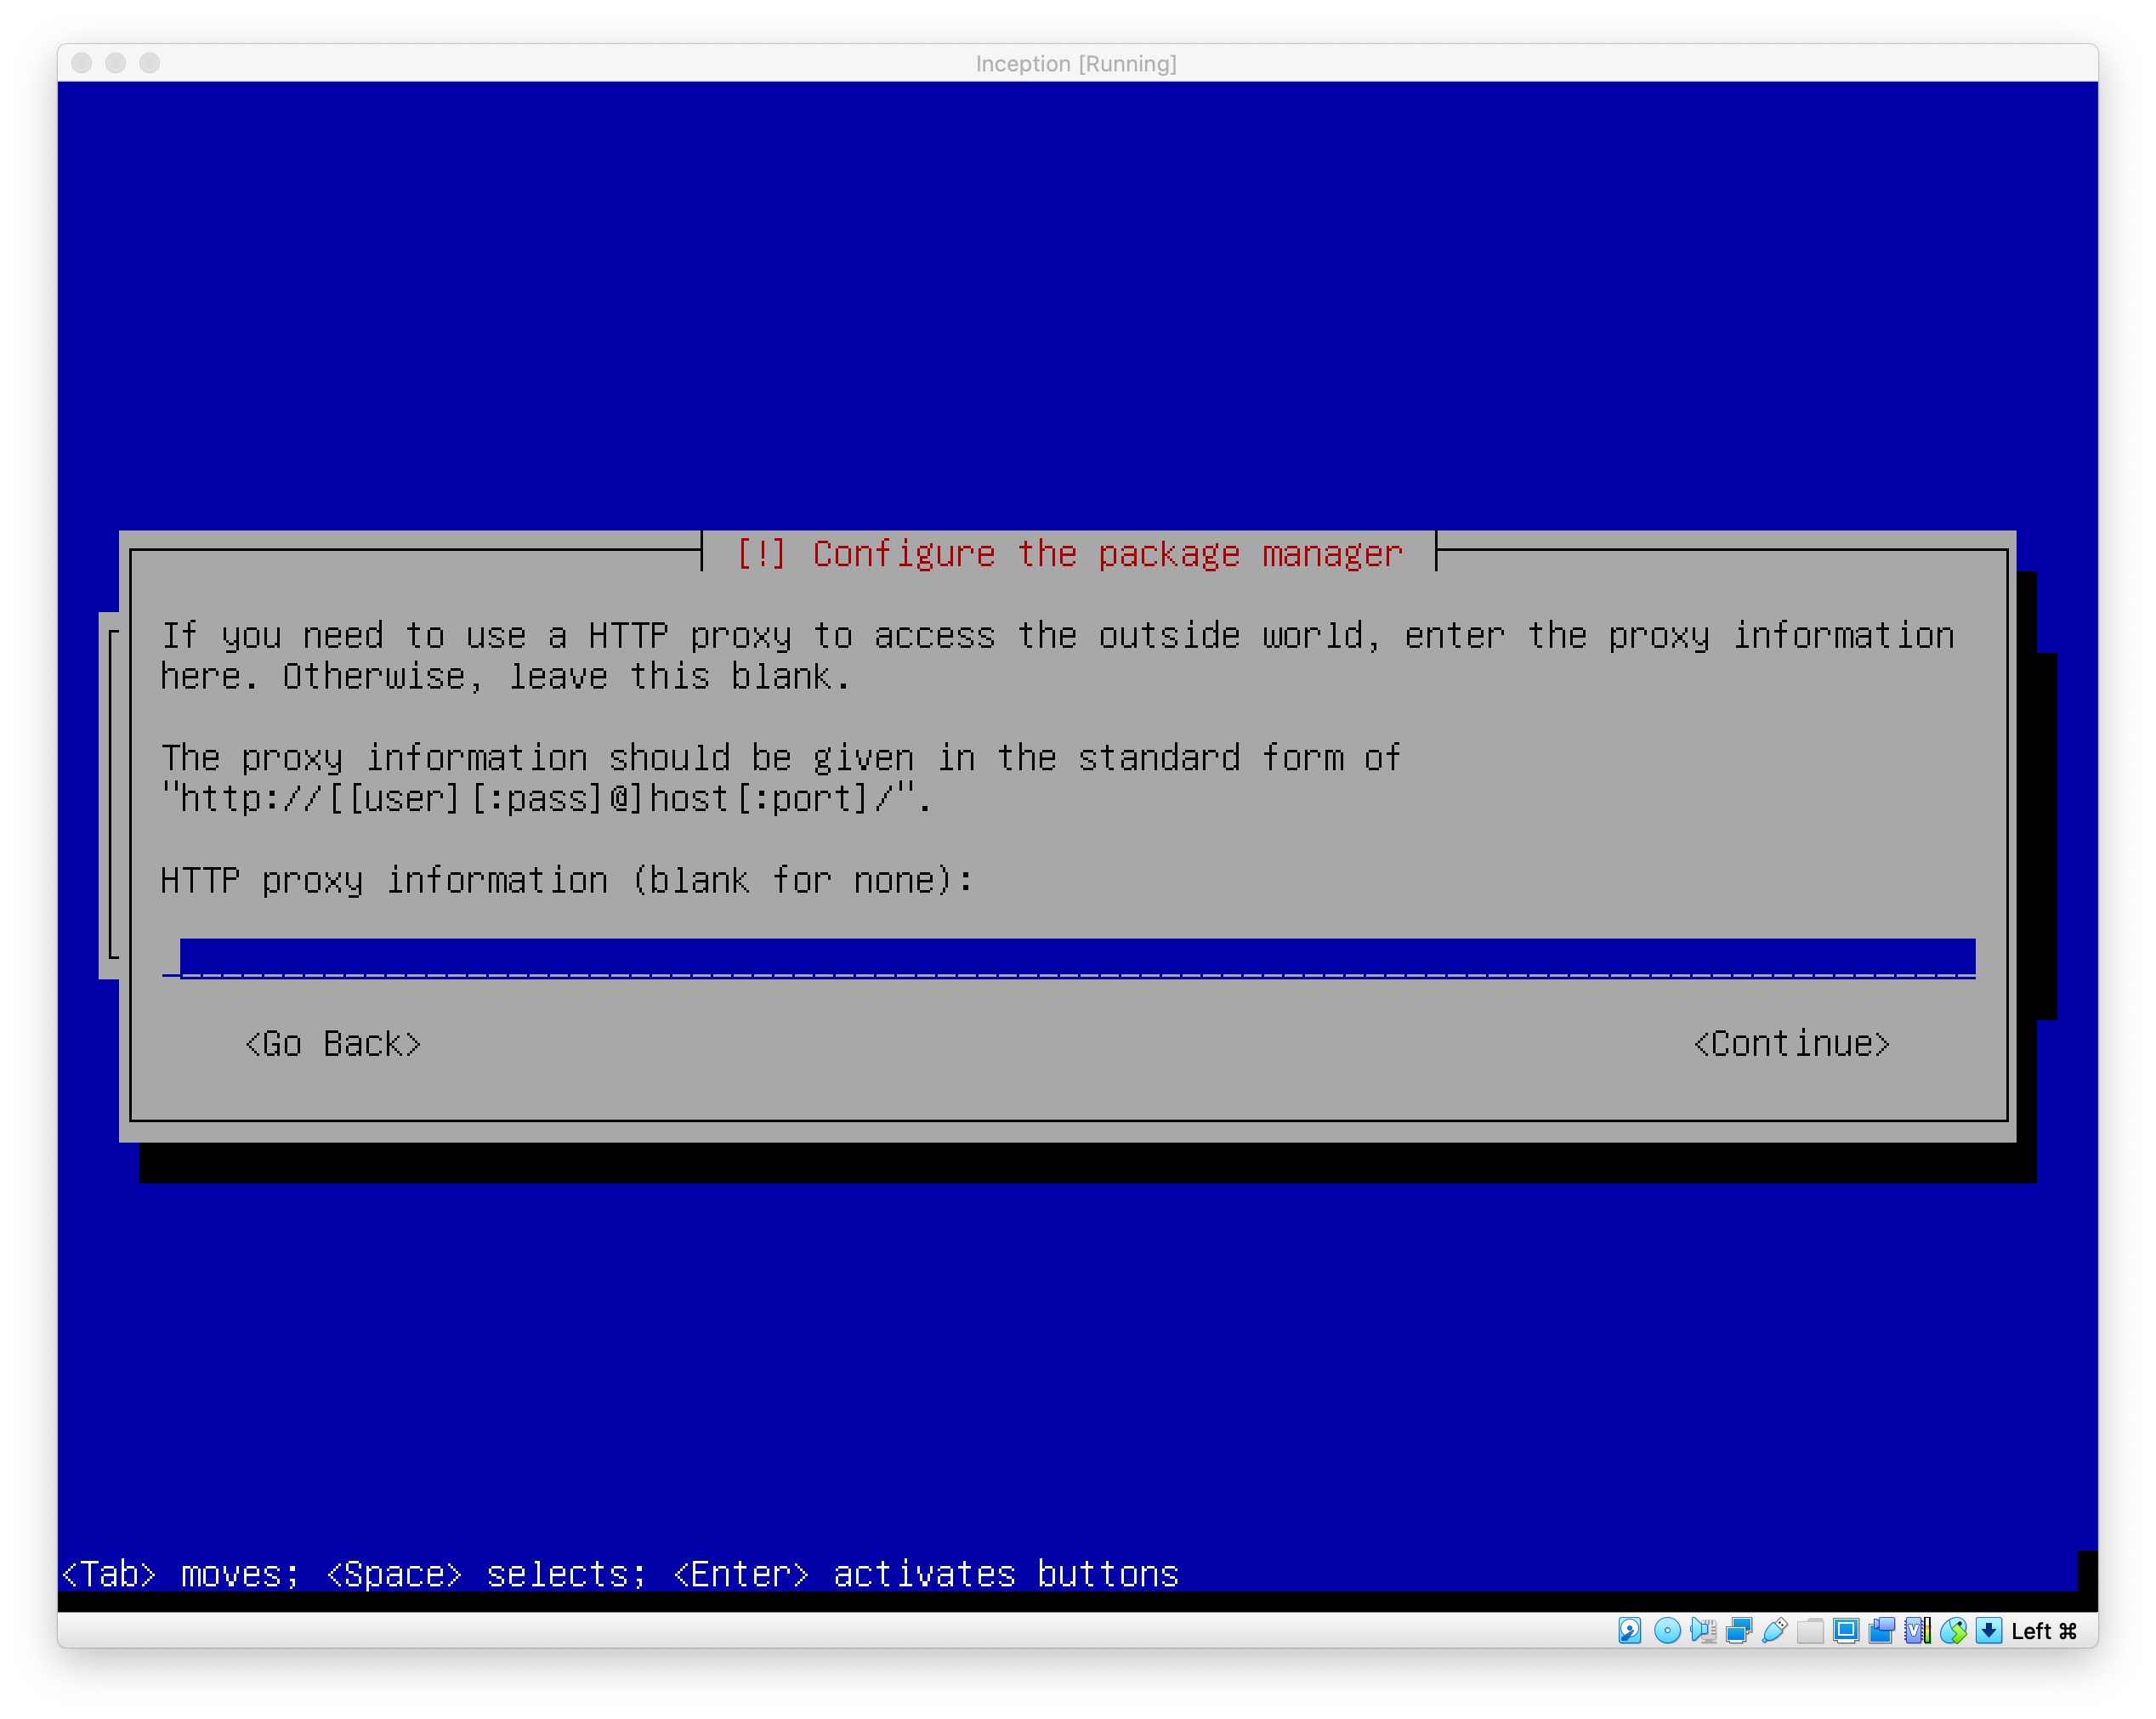 Inception [Running]
[!] Configure the package manager
If you need to use a HTTP proxy to access the outside world, enter the proxy information
here. Otherwise, leave this blank.
The proxy information should be given in the standard form of
"http://[[user][:pass]@]host[:port]/".
HTTP proxy information (blank for none):
<Go Back> <Continue>
<Tab> moves; <Space> selects; <Enter> activates buttons
Left ⌘